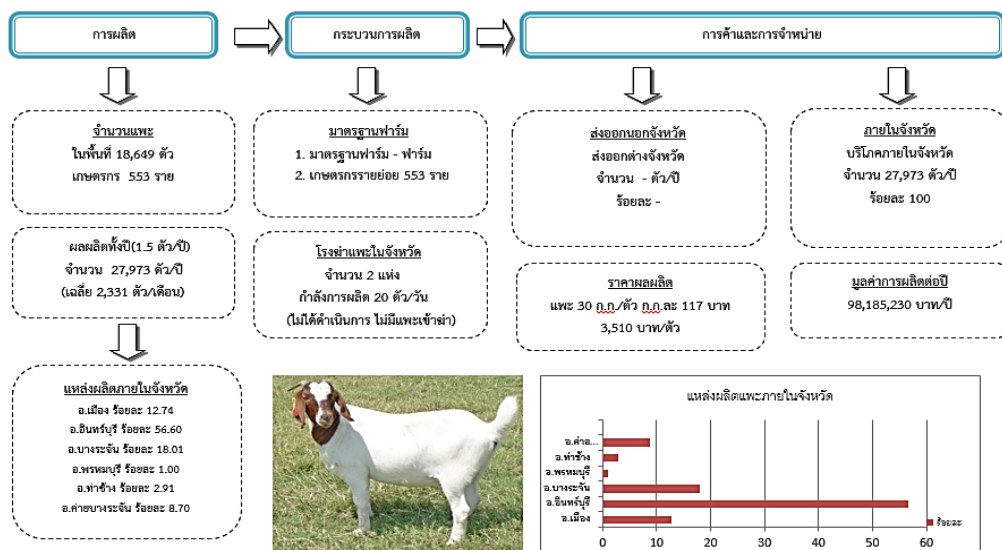 การผลิต
กระบวนการผลิต
การค้าและการจำหน่าย
จำนวนแพะ
ในพื้นที่ 18,649 ตัว
เกษตรกร 553 ราย
มาตรฐานฟาร์ม
1. มาตรฐานฟาร์ม - ฟาร์ม
2. เกษตรกรรายย่อย 553 ราย
ส่งออกนอกจังหวัด
ส่งออกต่างจังหวัด
จำนวน - ตัว/ปี
ร้อยละ -
ภายในจังหวัด
บริโภคภายในจังหวัด
จำนวน 27,973 ตัว/ปี
ร้อยละ 100
ผลผลิตทั้งปี(1.5 ตัว/ปี)
จำนวน 27,973 ตัว/ปี
(เฉลี่ย 2,331 ตัว/เดือน)
โรงฆ่าแพะในจังหวัด
จำนวน 2 แห่ง
กำลังการผลิต 20 ตัว/วัน
(ไม่ได้ดำเนินการ ไม่มีแพะเข้าฆ่า)
ราคาผลผลิต
แพะ 30 ก.ก./ตัว ก.ก.ละ 117 บาท
3,510 บาท/ตัว
มูลค่าการผลิตต่อปี
98,185,230 บาท/ปี
แหล่งผลิตภายในจังหวัด
อ.เมือง ร้อยละ 12.74
อ.อินทร์บุรี ร้อยละ 56.60
อ.บางระจัน ร้อยละ 18.01
อ.พรหมบุรี ร้อยละ 1.00
อ.ท่าช้าง ร้อยละ 2.91
อ.ค่ายบางระจัน ร้อยละ 8.70
แหล่งผลิตแพะภายในจังหวัด
อ.ค่าย...
อ.ท่าช้าง
อ.พรหมบุรี
อ.บางระจัน
อ.อินทร์บุรี
อ.เมือง
ร้อยละ
0 10 20 30 40 50 60